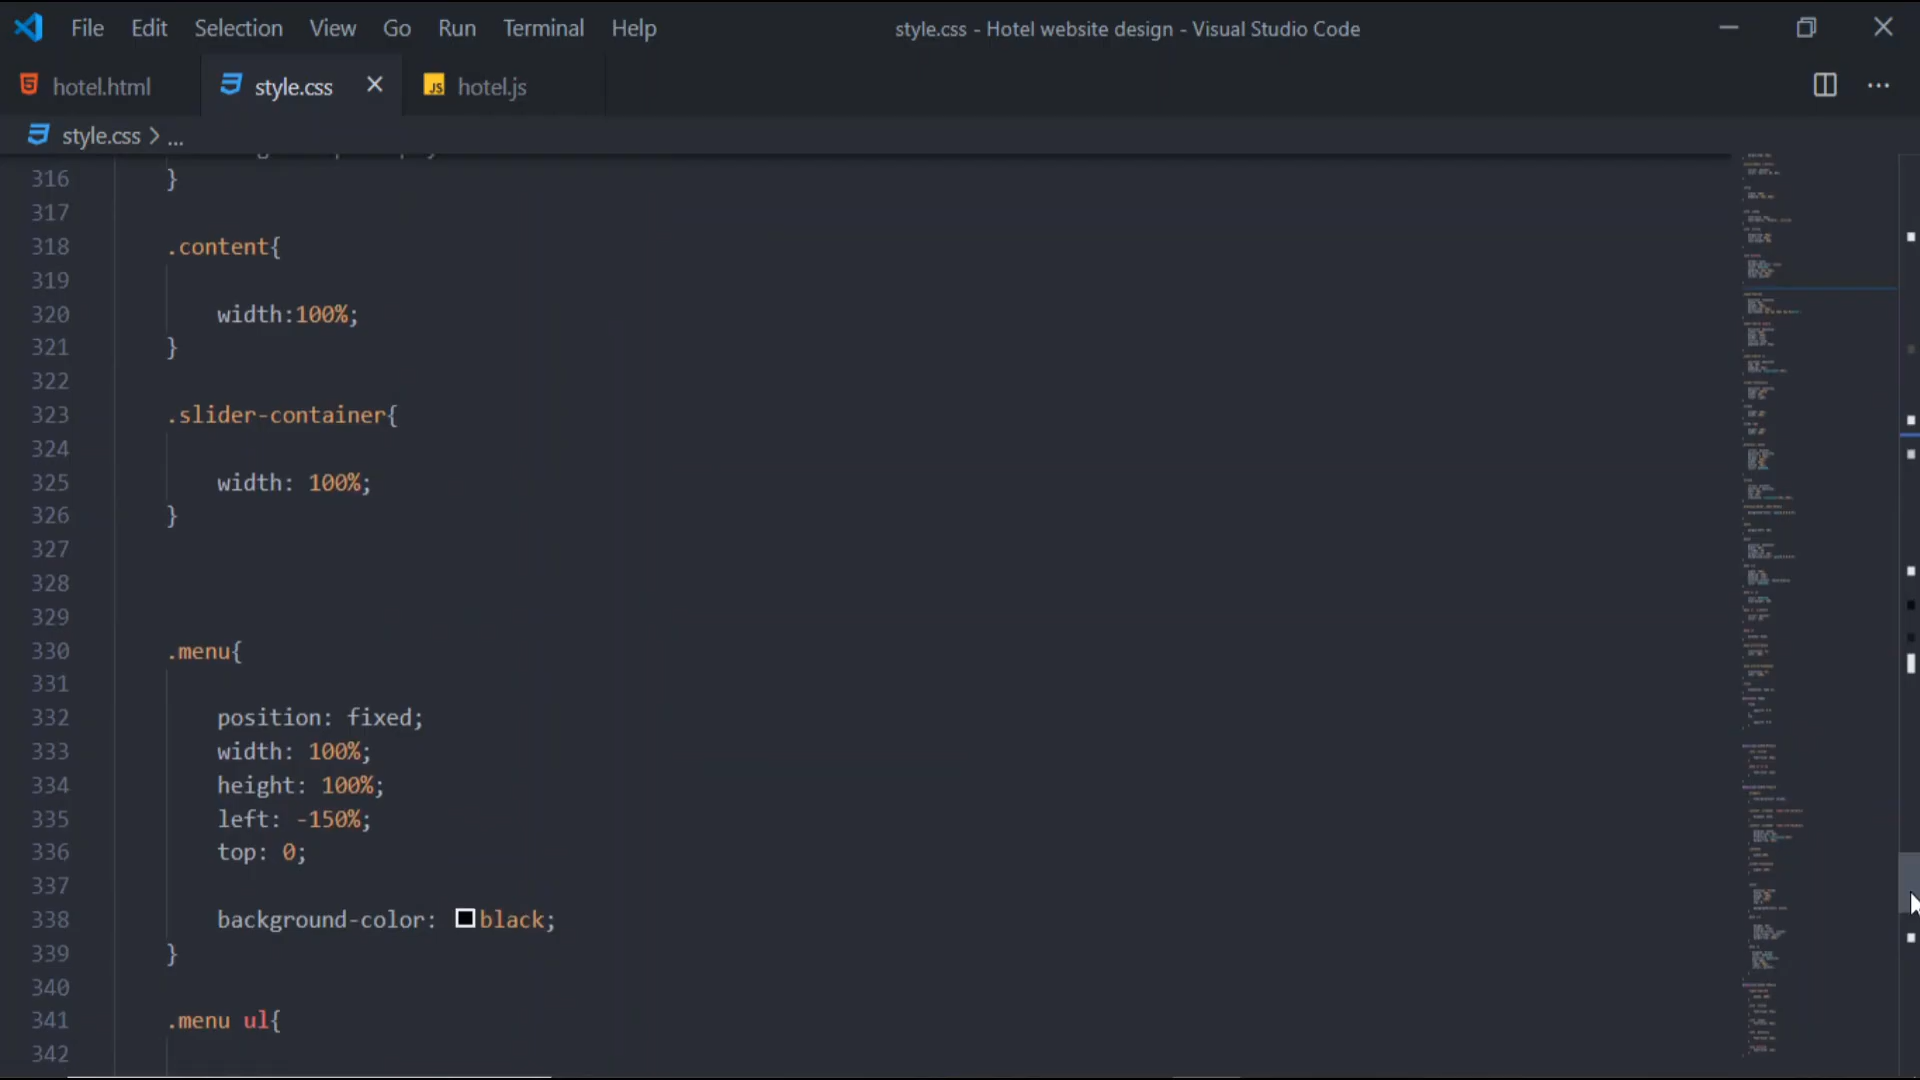 File Edit Selection View Go Run Terminal Help style.css - Hotel website design - Visual Studio Code
hotel.html style.css hotel.js
style.css > ...
316 }
317
318 .content{
319
320 width:100%;
321 }
322
323 .slider-container{
324
325 width: 100%;
326 }
327
328
329
330 .menu{
331
332 position: fixed;
333 width: 100%;
334 height: 100%;
335 left: -150%;
336 top: 0;
337
338 background-color: black;
339 }
340
341 .menu ul{
342